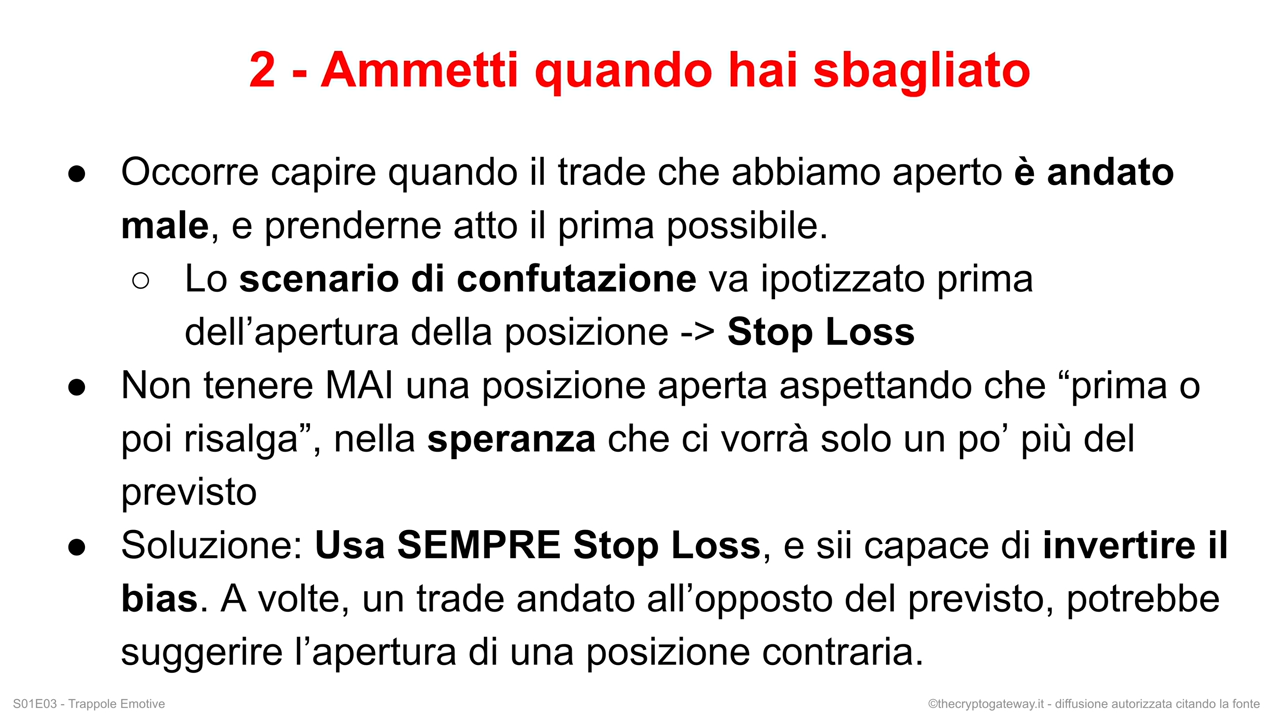 2 - Ammetti quando hai sbagliato
● Occorre capire quando il trade che abbiamo aperto è andato
male, e prenderne atto il prima possibile.
○ Lo scenario di confutazione va ipotizzato prima
dell’apertura della posizione -> Stop Loss
● Non tenere MAI una posizione aperta aspettando che “prima o
poi risalga”, nella speranza che ci vorrà solo un po’ più del
previsto
● Soluzione: Usa SEMPRE Stop Loss, e sii capace di invertire il
bias. A volte, un trade andato all’opposto del previsto, potrebbe
suggerire l’apertura di una posizione contraria.
S01E03 - Trappole Emotive
©thecryptogateway.it - diffusione autorizzata citando la fonte